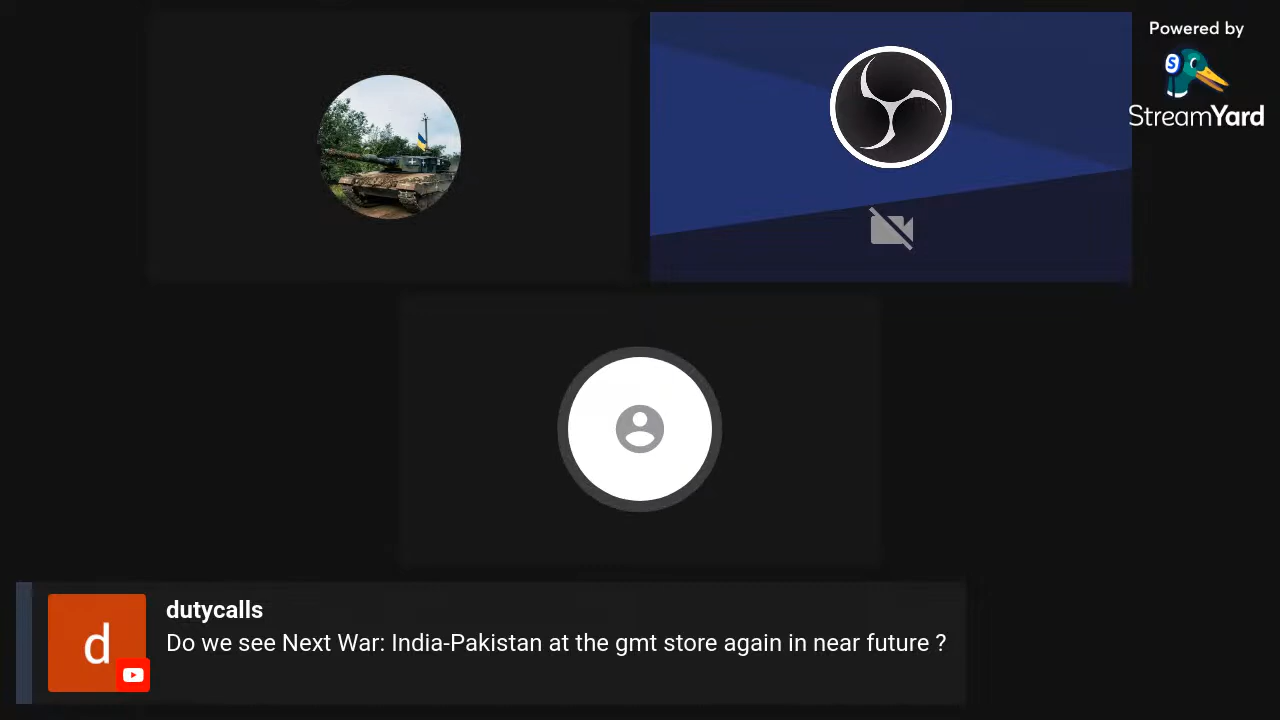 Powered by
S
StreamYard
d
dutycalls
Do we see Next War: India-Pakistan at the gmt store again in near future ?